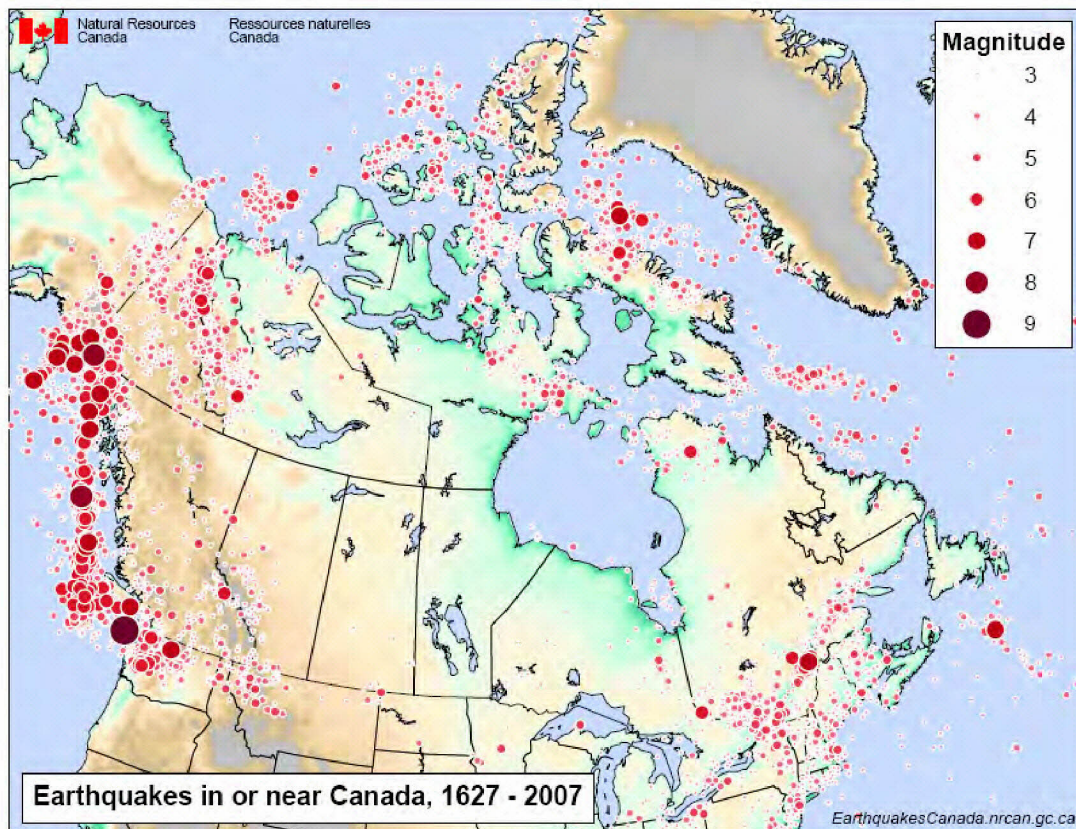 Natural Resources
Canada
Ressources naturelles
Canada
Magnitude
3
4
5
6
7
8
9
Earthquakes in or near Canada, 1627 - 2007
EarthquakesCanada.nrcan.gc.ca